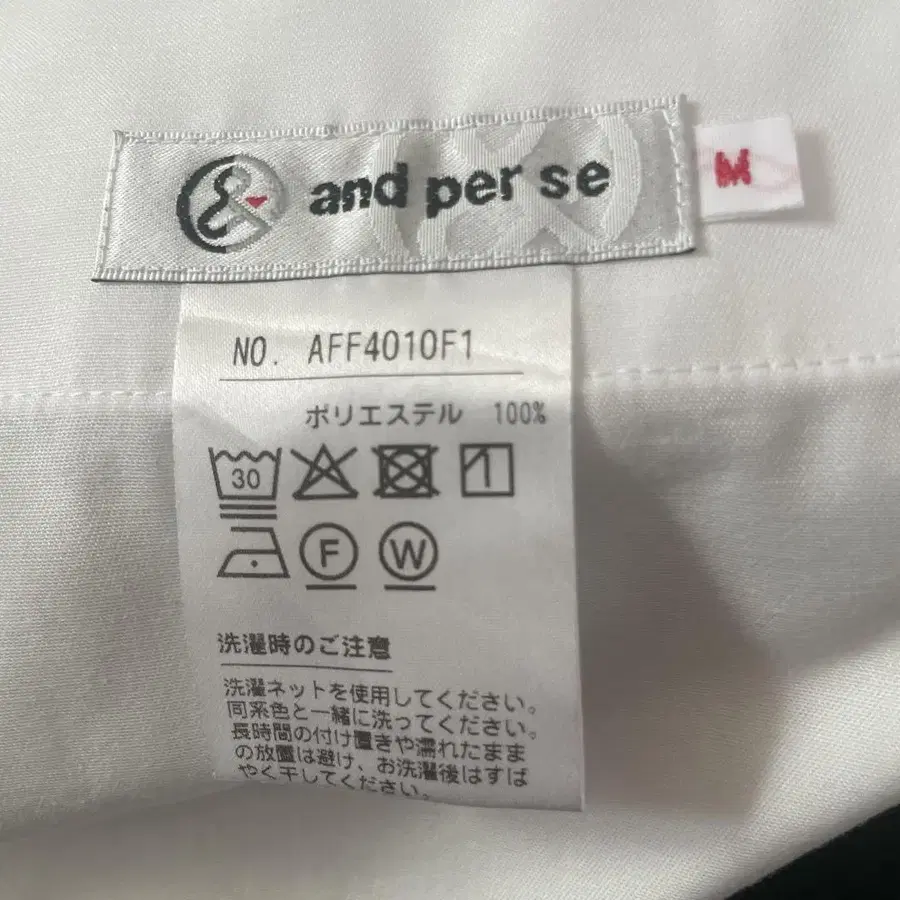 and per se
M
NO. AFF4010F1
ポリエステル 100%
30
F W
洗濯時のご注意
洗濯ネットを使用してください。
同系色と一緒に洗ってください。
長時間の付け置きや濡れたまま
の放置は避け、お洗濯後はすば
やく干してください。